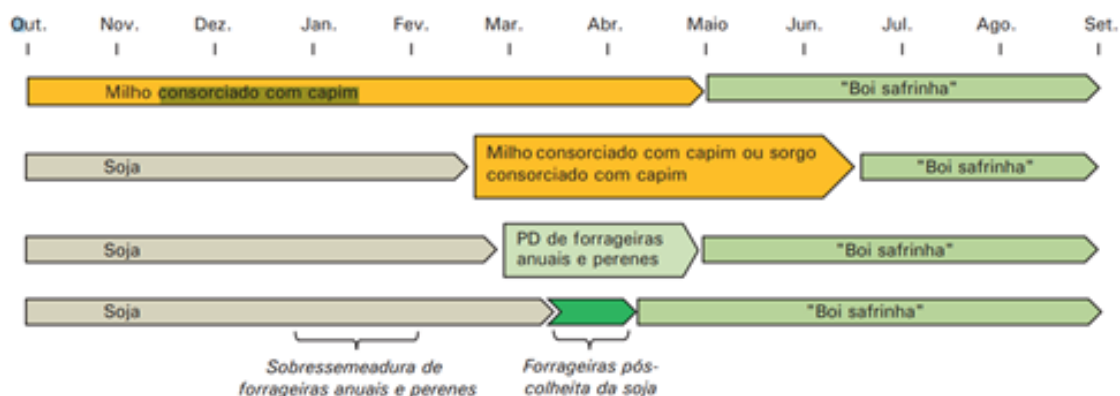 Out. Nov. Dez. Jan. Fev. Mar. Abr. Maio Jun. Jul. Ago. Set.
Milho consorciado com capim
"Boi safrinha"
Soja
Milho consorciado com capim ou sorgo
consorciado com capim
"Boi safrinha"
Soja
PD de forrageiras
anuais e perenes
"Boi safrinha"
Soja
"Boi safrinha"
Sobressemeadura de
forrageiras anuais e perenes
Forrageiras pós-
colheita da soja